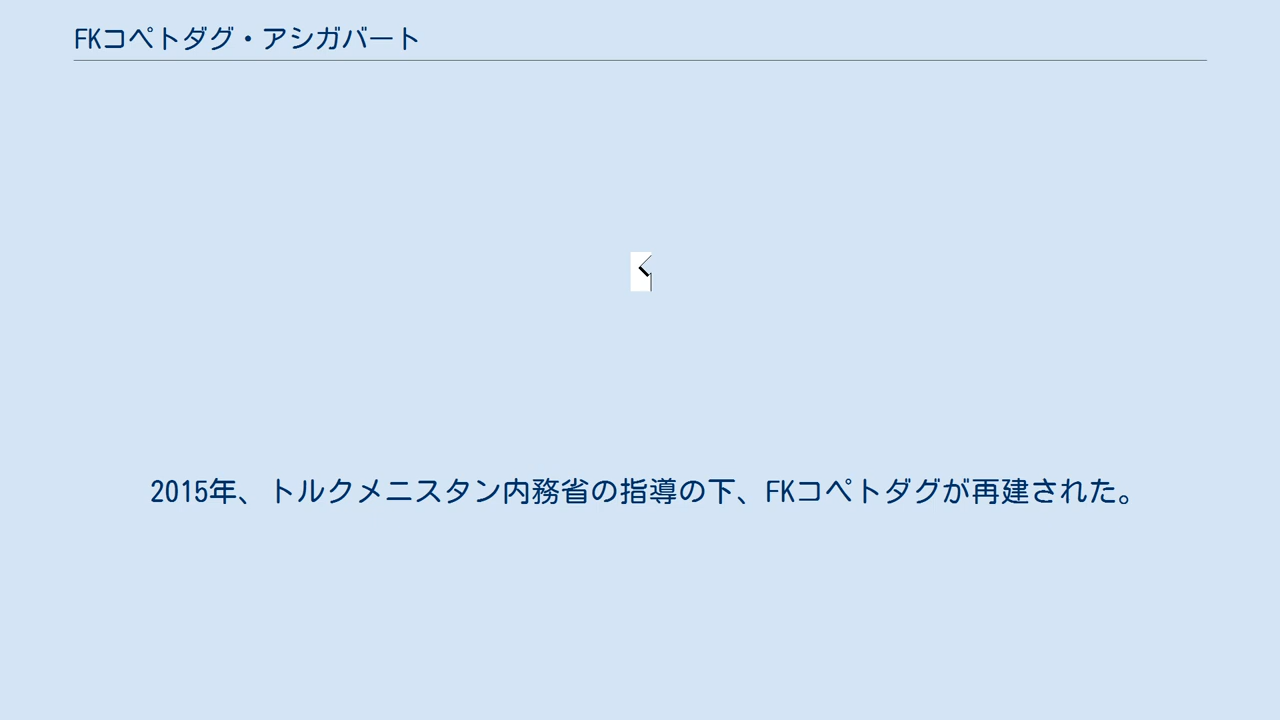 FKコペトダグ・アシガバート
2015年、トルクメニスタン内務省の指導の下、FKコペトダグが再建された。